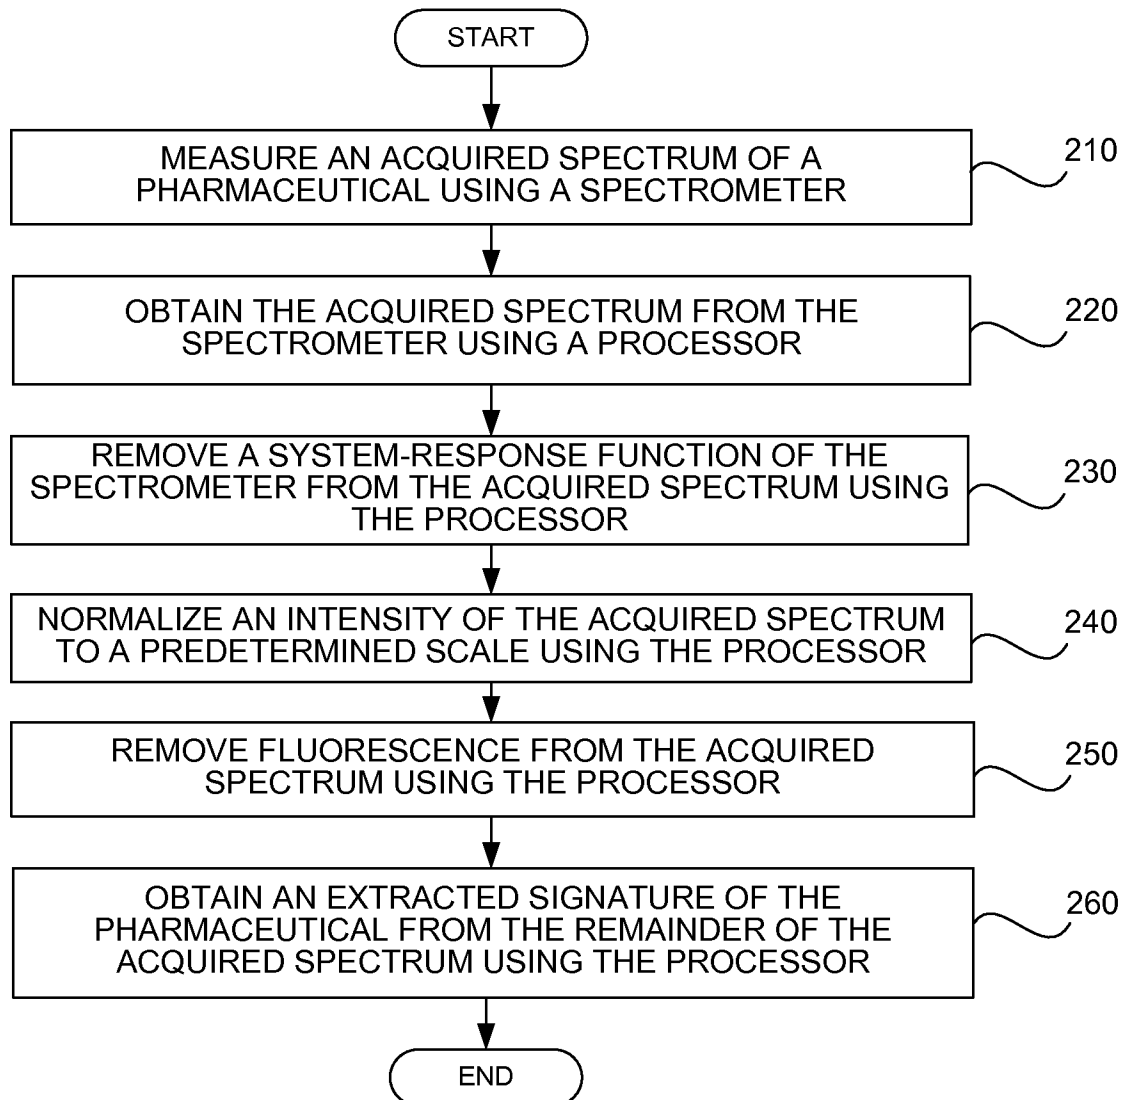 START
MEASURE AN ACQUIRED SPECTRUM OF A
PHARMACEUTICAL USING A SPECTROMETER
210
OBTAIN THE ACQUIRED SPECTRUM FROM THE
SPECTROMETER USING A PROCESSOR
220
REMOVE A SYSTEM-RESPONSE FUNCTION OF THE
SPECTROMETER FROM THE ACQUIRED SPECTRUM USING
THE PROCESSOR
230
NORMALIZE AN INTENSITY OF THE ACQUIRED SPECTRUM
TO A PREDETERMINED SCALE USING THE PROCESSOR
240
REMOVE FLUORESCENCE FROM THE ACQUIRED
SPECTRUM USING THE PROCESSOR
250
OBTAIN AN EXTRACTED SIGNATURE OF THE
PHARMACEUTICAL FROM THE REMAINDER OF THE
ACQUIRED SPECTRUM USING THE PROCESSOR
260
END